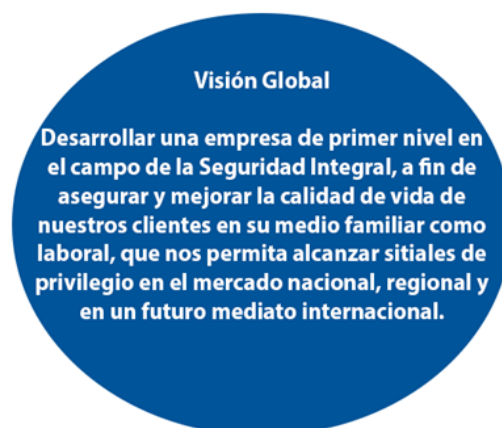 Visión Global
Desarrollar una empresa de primer nivel en
el campo de la Seguridad Integral, a fin de
asegurar y mejorar la calidad de vida de
nuestros clientes en su medio familiar como
laboral, que nos permita alcanzar sitiales de
privilegio en el mercado nacional, regional y
en un futuro mediato internacional.